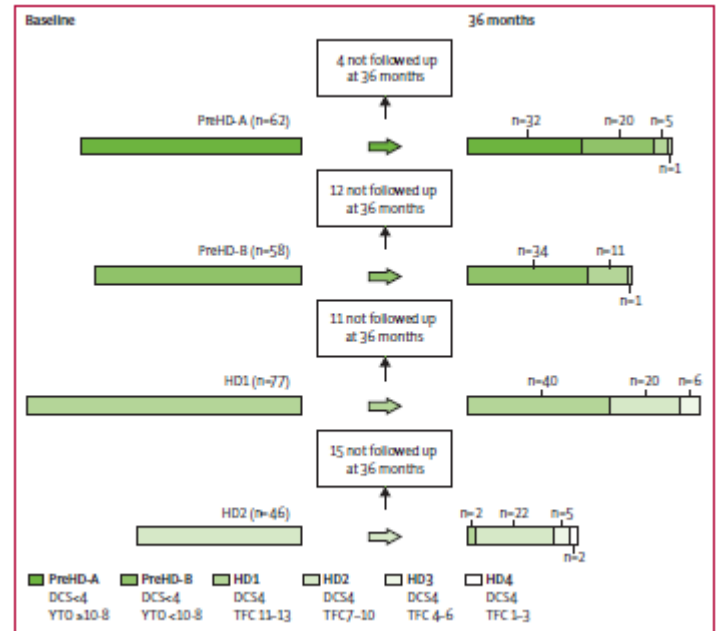 Baseline
36 months
4 not followed up
at 36 months
PreHD-A (n=62)
n=32
n=20
n=5
n=1
12 not followed up
at 36 months
PreHD-B (n=58)
n=34
n=11
n=1
11 not followed up
at 36 months
HD1 (n=77)
n=40
n=20
n=6
15 not followed up
at 36 months
HD2 (n=46)
n=2
n=22
n=5
n=2
PreHD-A PreHD-B HD1 HD2 HD3 HD4
DCS<4 DCS<4 DCS4 DCS4 DCS4 DCS4
YTO ≥10·8 YTO <10·8 TFC 11–13 TFC7–10 TFC 4–6 TFC 1–3